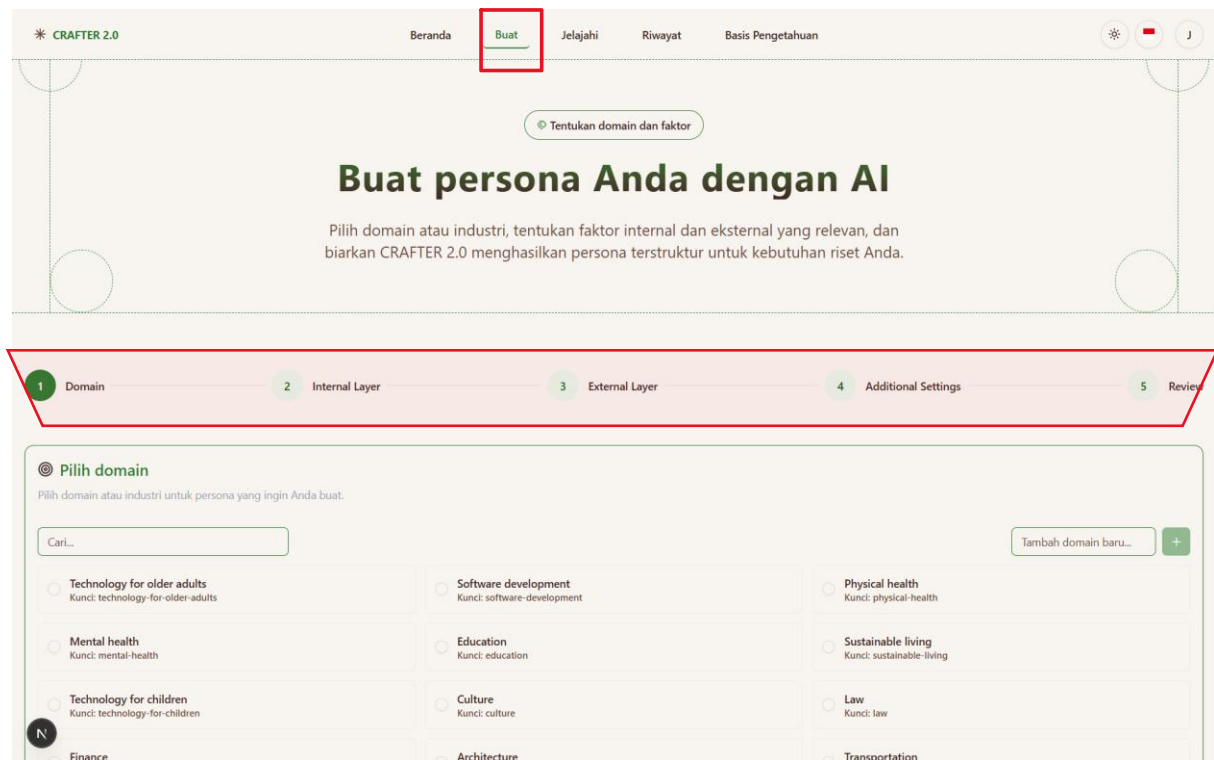 CRAFTER 2.0
Beranda
Buat
Jelajahi
Riwayat
Basis Pengetahuan
J
Tentukan domain dan faktor
Buat persona Anda dengan AI
Pilih domain atau industri, tentukan faktor internal dan eksternal yang relevan, dan
biarkan CRAFTER 2.0 menghasilkan persona terstruktur untuk kebutuhan riset Anda.
1 Domain
2 Internal Layer
3 External Layer
4 Additional Settings
5 Review
Pilih domain
Pilih domain atau industri untuk persona yang ingin Anda buat.
Cari...
Tambah domain baru...
+
Technology for older adults
Kunci: technology-for-older-adults
Software development
Kunci: software-development
Physical health
Kunci: physical-health
Mental health
Kunci: mental-health
Education
Kunci: education
Sustainable living
Kunci: sustainable-living
Technology for children
Kunci: technology-for-children
Culture
Kunci: culture
Law
Kunci: law
N
Finance
Architecture
Transportation